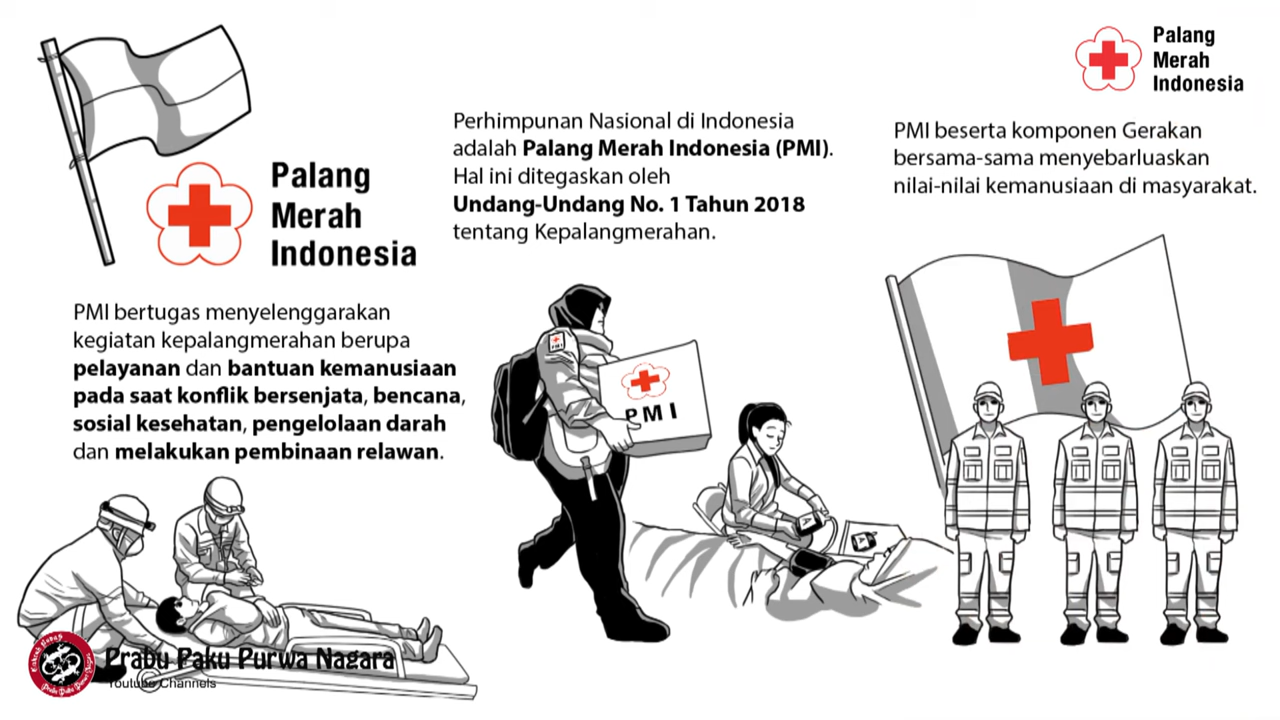 Palang
Merah
Indonesia
PMI bertugas menyelenggarakan
kegiatan kepalangmerahan berupa
pelayanan dan bantuan kemanusiaan
pada saat konflik bersenjata, bencana,
sosial kesehatan, pengelolaan darah
dan melakukan pembinaan relawan.
Perhimpunan Nasional di Indonesia
adalah Palang Merah Indonesia (PMI).
Hal ini ditegaskan oleh
Undang-Undang No. 1 Tahun 2018
tentang Kepalangmerahan.
PMI
PMI
Palang
Merah
Indonesia
PMI beserta komponen Gerakan
bersama-sama menyebarluaskan
nilai-nilai kemanusiaan di masyarakat.
Prabu Paku Purwa Nagara
Youtube Channels